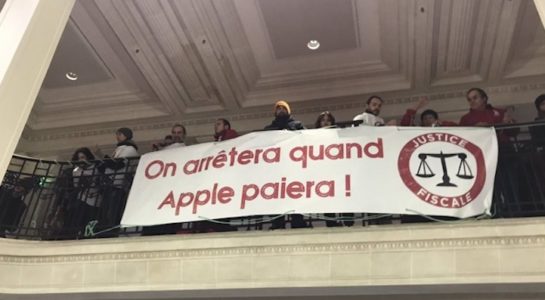 On arrêtera quand
Apple paiera !
JUSTICE
FISCALE